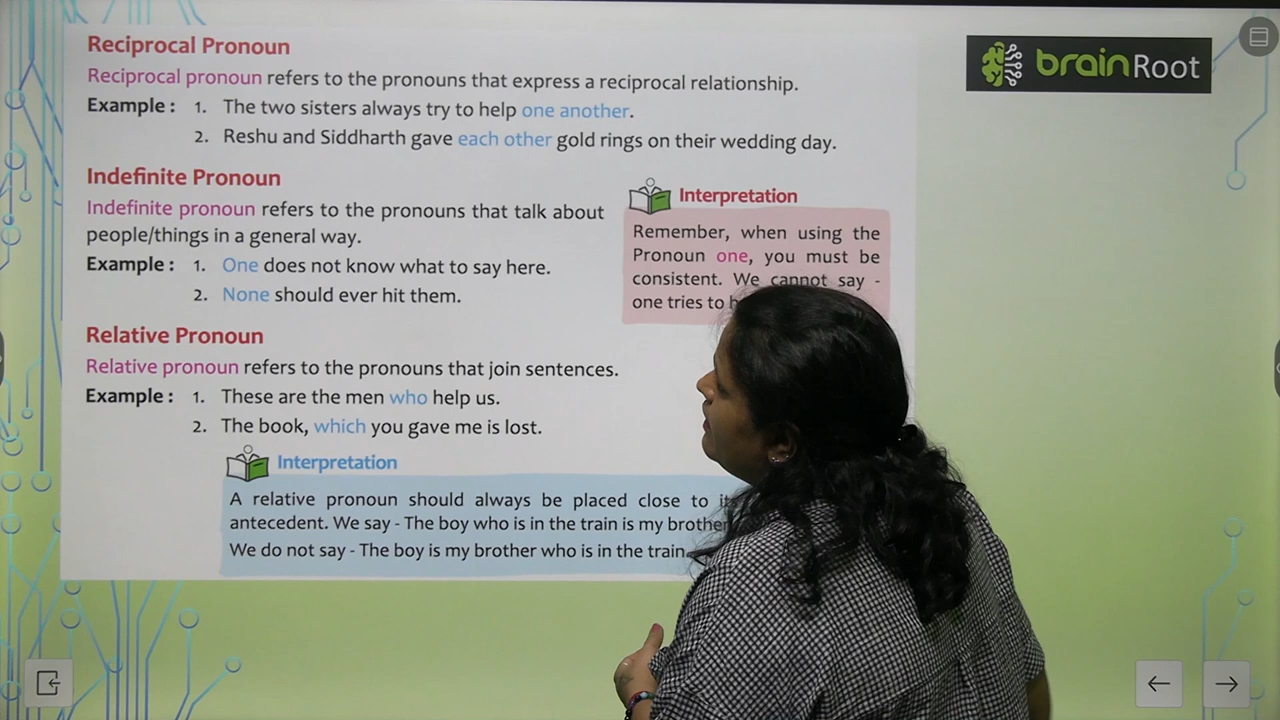 Reciprocal Pronoun
brainRoot
Reciprocal pronoun refers to the pronouns that express a reciprocal relationship.
Example : 1. The two sisters always try to help one another.
2. Reshu and Siddharth gave each other gold rings on their wedding day.
Indefinite Pronoun
Indefinite pronoun refers to the pronouns that talk about
people/things in a general way.
Example : 1. One does not know what to say here.
2. None should ever hit them.
Interpretation
Remember, when using the
Pronoun one, you must be
consistent. We cannot say -
one tries to
Relative Pronoun
Relative pronoun refers to the pronouns that join sentences.
Example : 1. These are the men who help us.
2. The book, which you gave me is lost.
Interpretation
A relative pronoun should always be placed close to
antecedent. We say - The boy who is in the train is my brother
We do not say - The boy is my brother who is in the train.